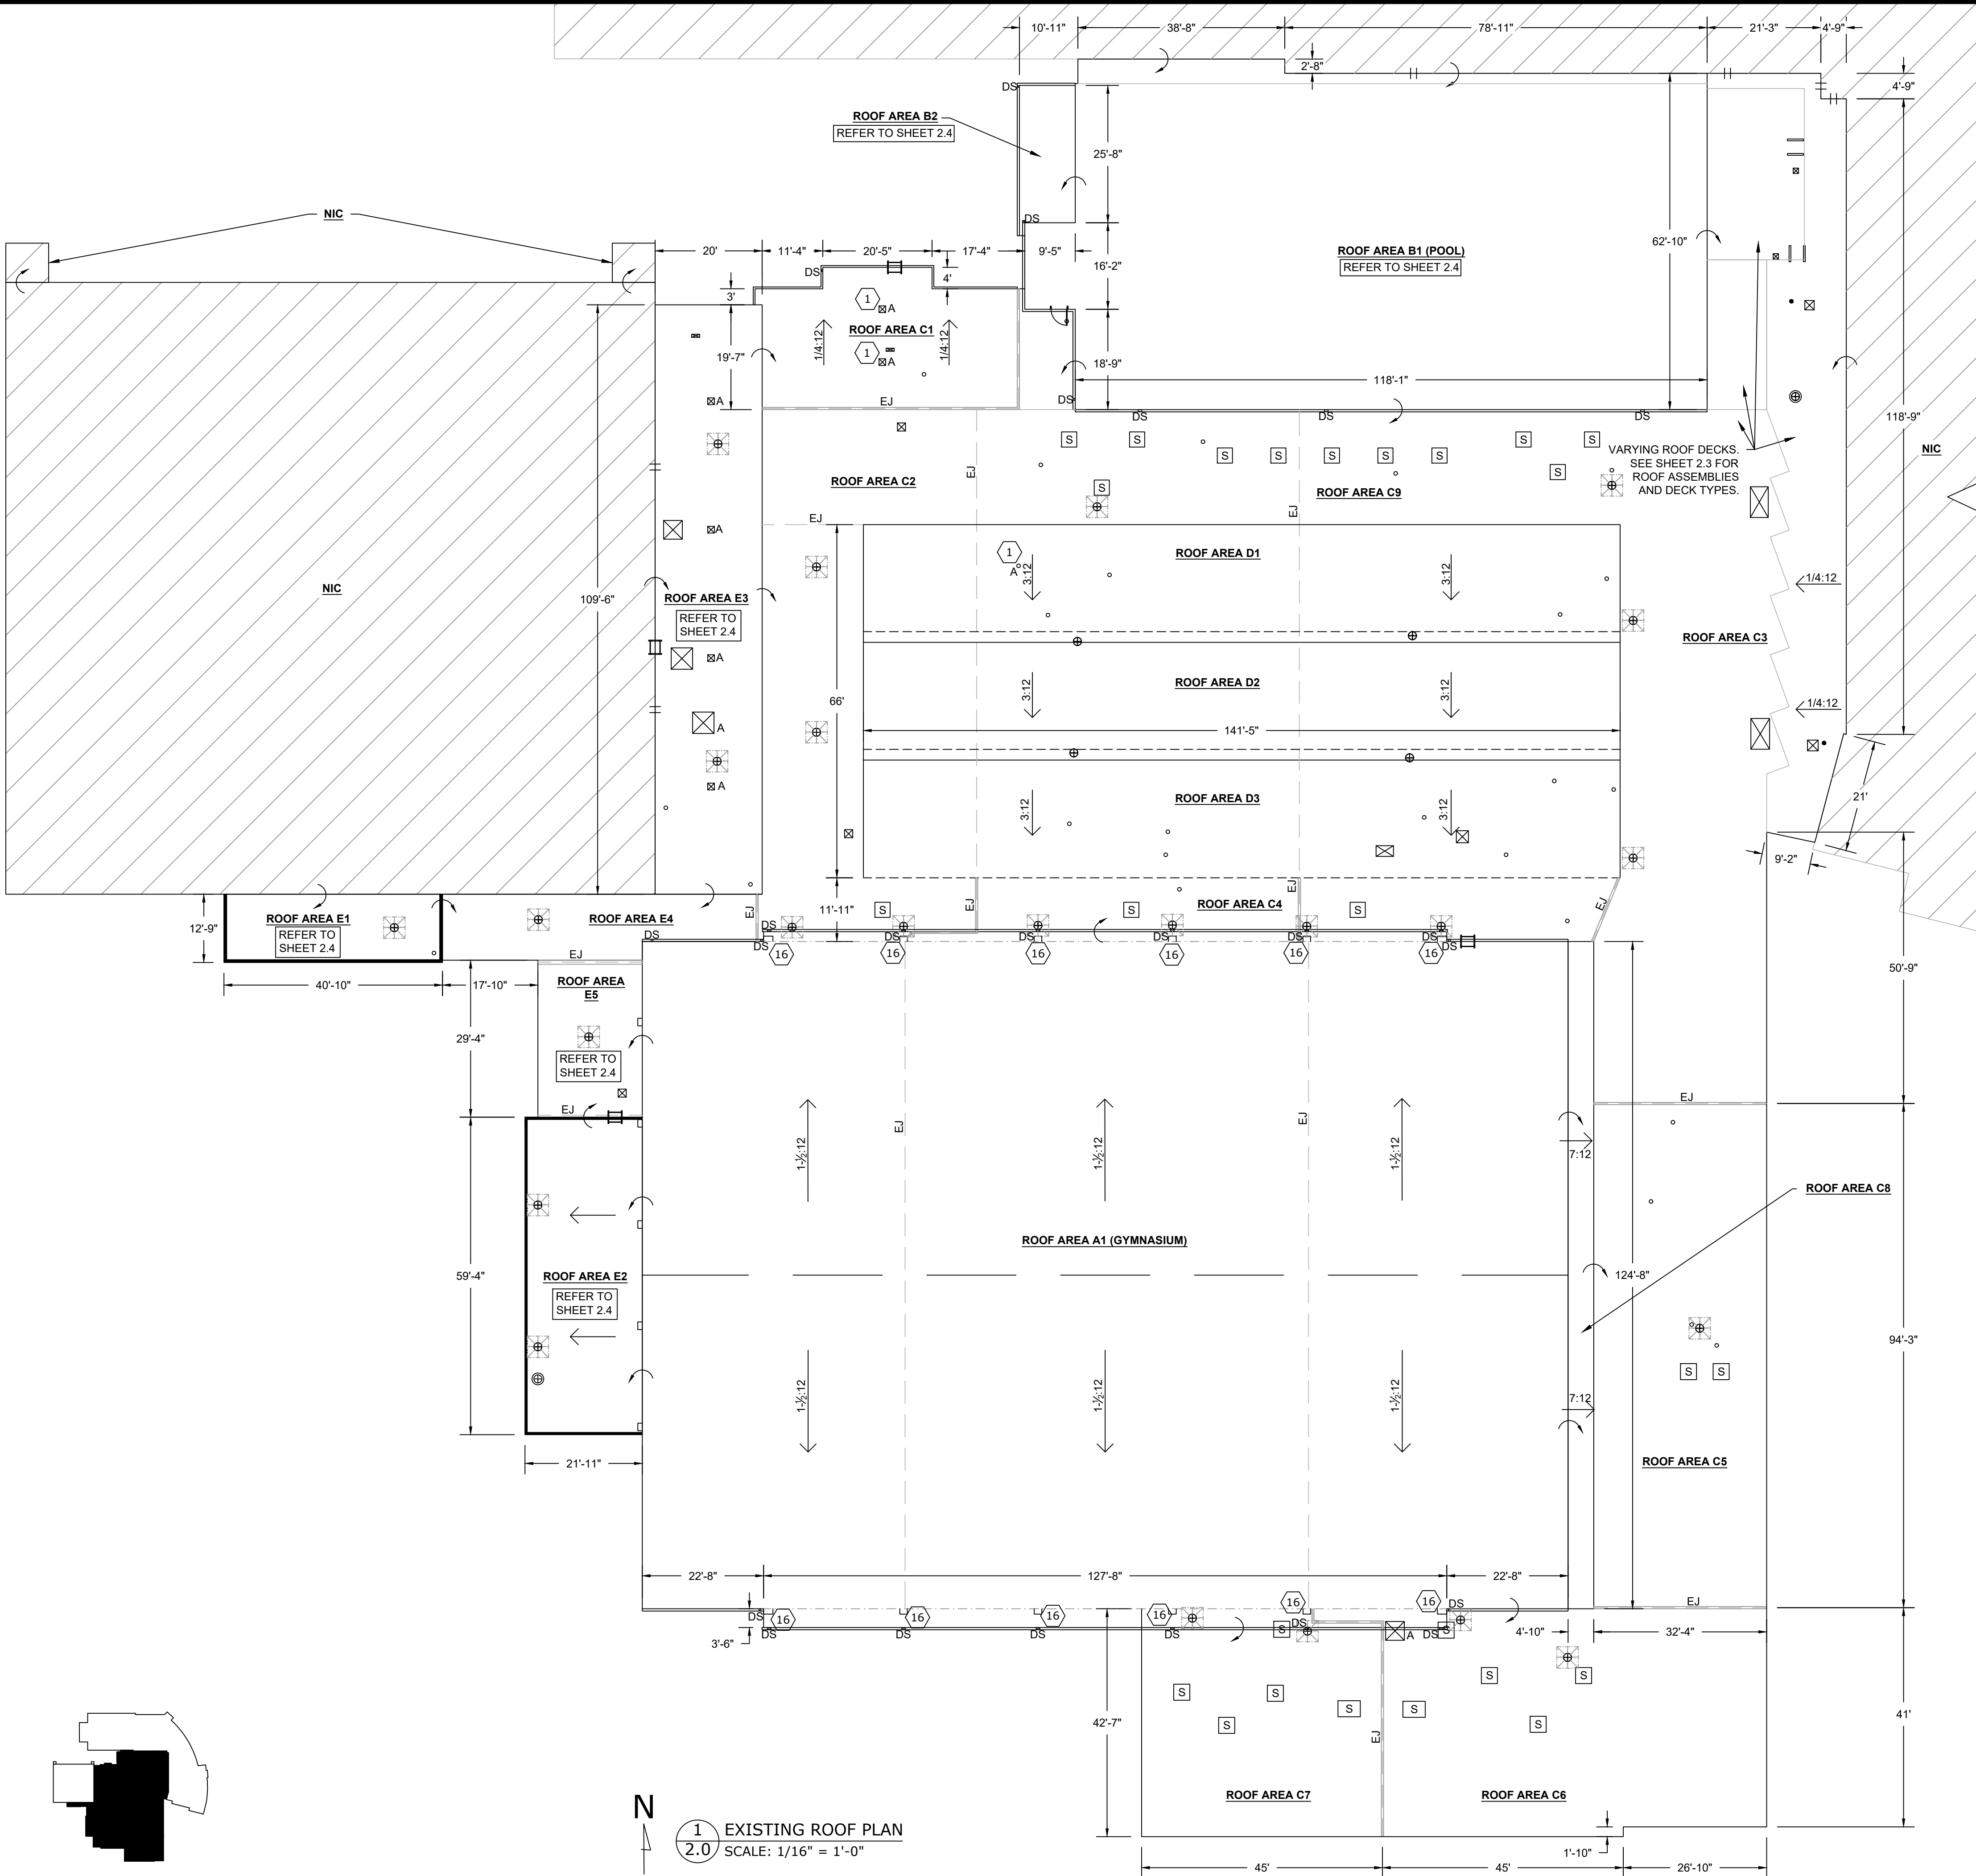 10'-11"
38'-8"
78'-11"
21'-3"
4'-9"
2'-8"
4'-9"
DS
ROOF AREA B2
REFER TO SHEET 2.4
25'-8"
NIC
DS
20'
11'-4"
20'-5"
17'-4"
9'-5"
62'-10"
ROOF AREA B1 (POOL)
REFER TO SHEET 2.4
16'-2"
DS
4'
3'
1
A
ROOF AREA C1
1/4:12
1/4:12
1
A
19'-7"
18'-9"
118'-1"
EJ
DS
A
DS
DS
DS
118'-9"
S
S
S
S
S
S
S
S
S
S
S
VARYING ROOF DECKS.
SEE SHEET 2.3 FOR
ROOF ASSEMBLIES
AND DECK TYPES.
NIC
EJ
ROOF AREA C2
S
ROOF AREA C9
EJ
EJ
A
1
A
ROOF AREA D1
3:12
3:12
1/4:12
NIC
109'-6"
ROOF AREA E3
REFER TO
SHEET 2.4
A
ROOF AREA C3
ROOF AREA D2
3:12
3:12
66'
141'-5"
1/4:12
A
A
ROOF AREA D3
3:12
3:12
21'
9'-2"
12'-9"
ROOF AREA E1
REFER TO
SHEET 2.4
ROOF AREA E4
EJ
11'-11"
S
EJ
S
ROOF AREA C4
EJ
S
EJ
DS
DS
DS
DS
DS
DS
DS
DS
DS
16
16
16
16
16
16
EJ
40'-10"
17'-10"
50'-9"
ROOF AREA
E5
29'-4"
REFER TO
SHEET 2.4
EJ
EJ
EJ
EJ
1-½:12
1-½:12
1-½:12
7:12
ROOF AREA C8
ROOF AREA A1 (GYMNASIUM)
59'-4"
ROOF AREA E2
REFER TO
SHEET 2.4
124'-8"
94'-3"
S
S
1-½:12
1-½:12
1-½:12
7:12
21'-11"
ROOF AREA C5
22'-8"
127'-8"
22'-8"
EJ
16
16
16
16
16
16
DS
DS
DS
3'-6"
DS
DS
DS
DS
S
A
DS
S
4'-10"
32'-4"
S
S
S
S
S
S
S
S
42'-7"
EJ
41'
ROOF AREA C7
ROOF AREA C6
N
1
2.0
EXISTING ROOF PLAN
SCALE: 1/16" = 1'-0"
1'-10"
45'
45'
26'-10"